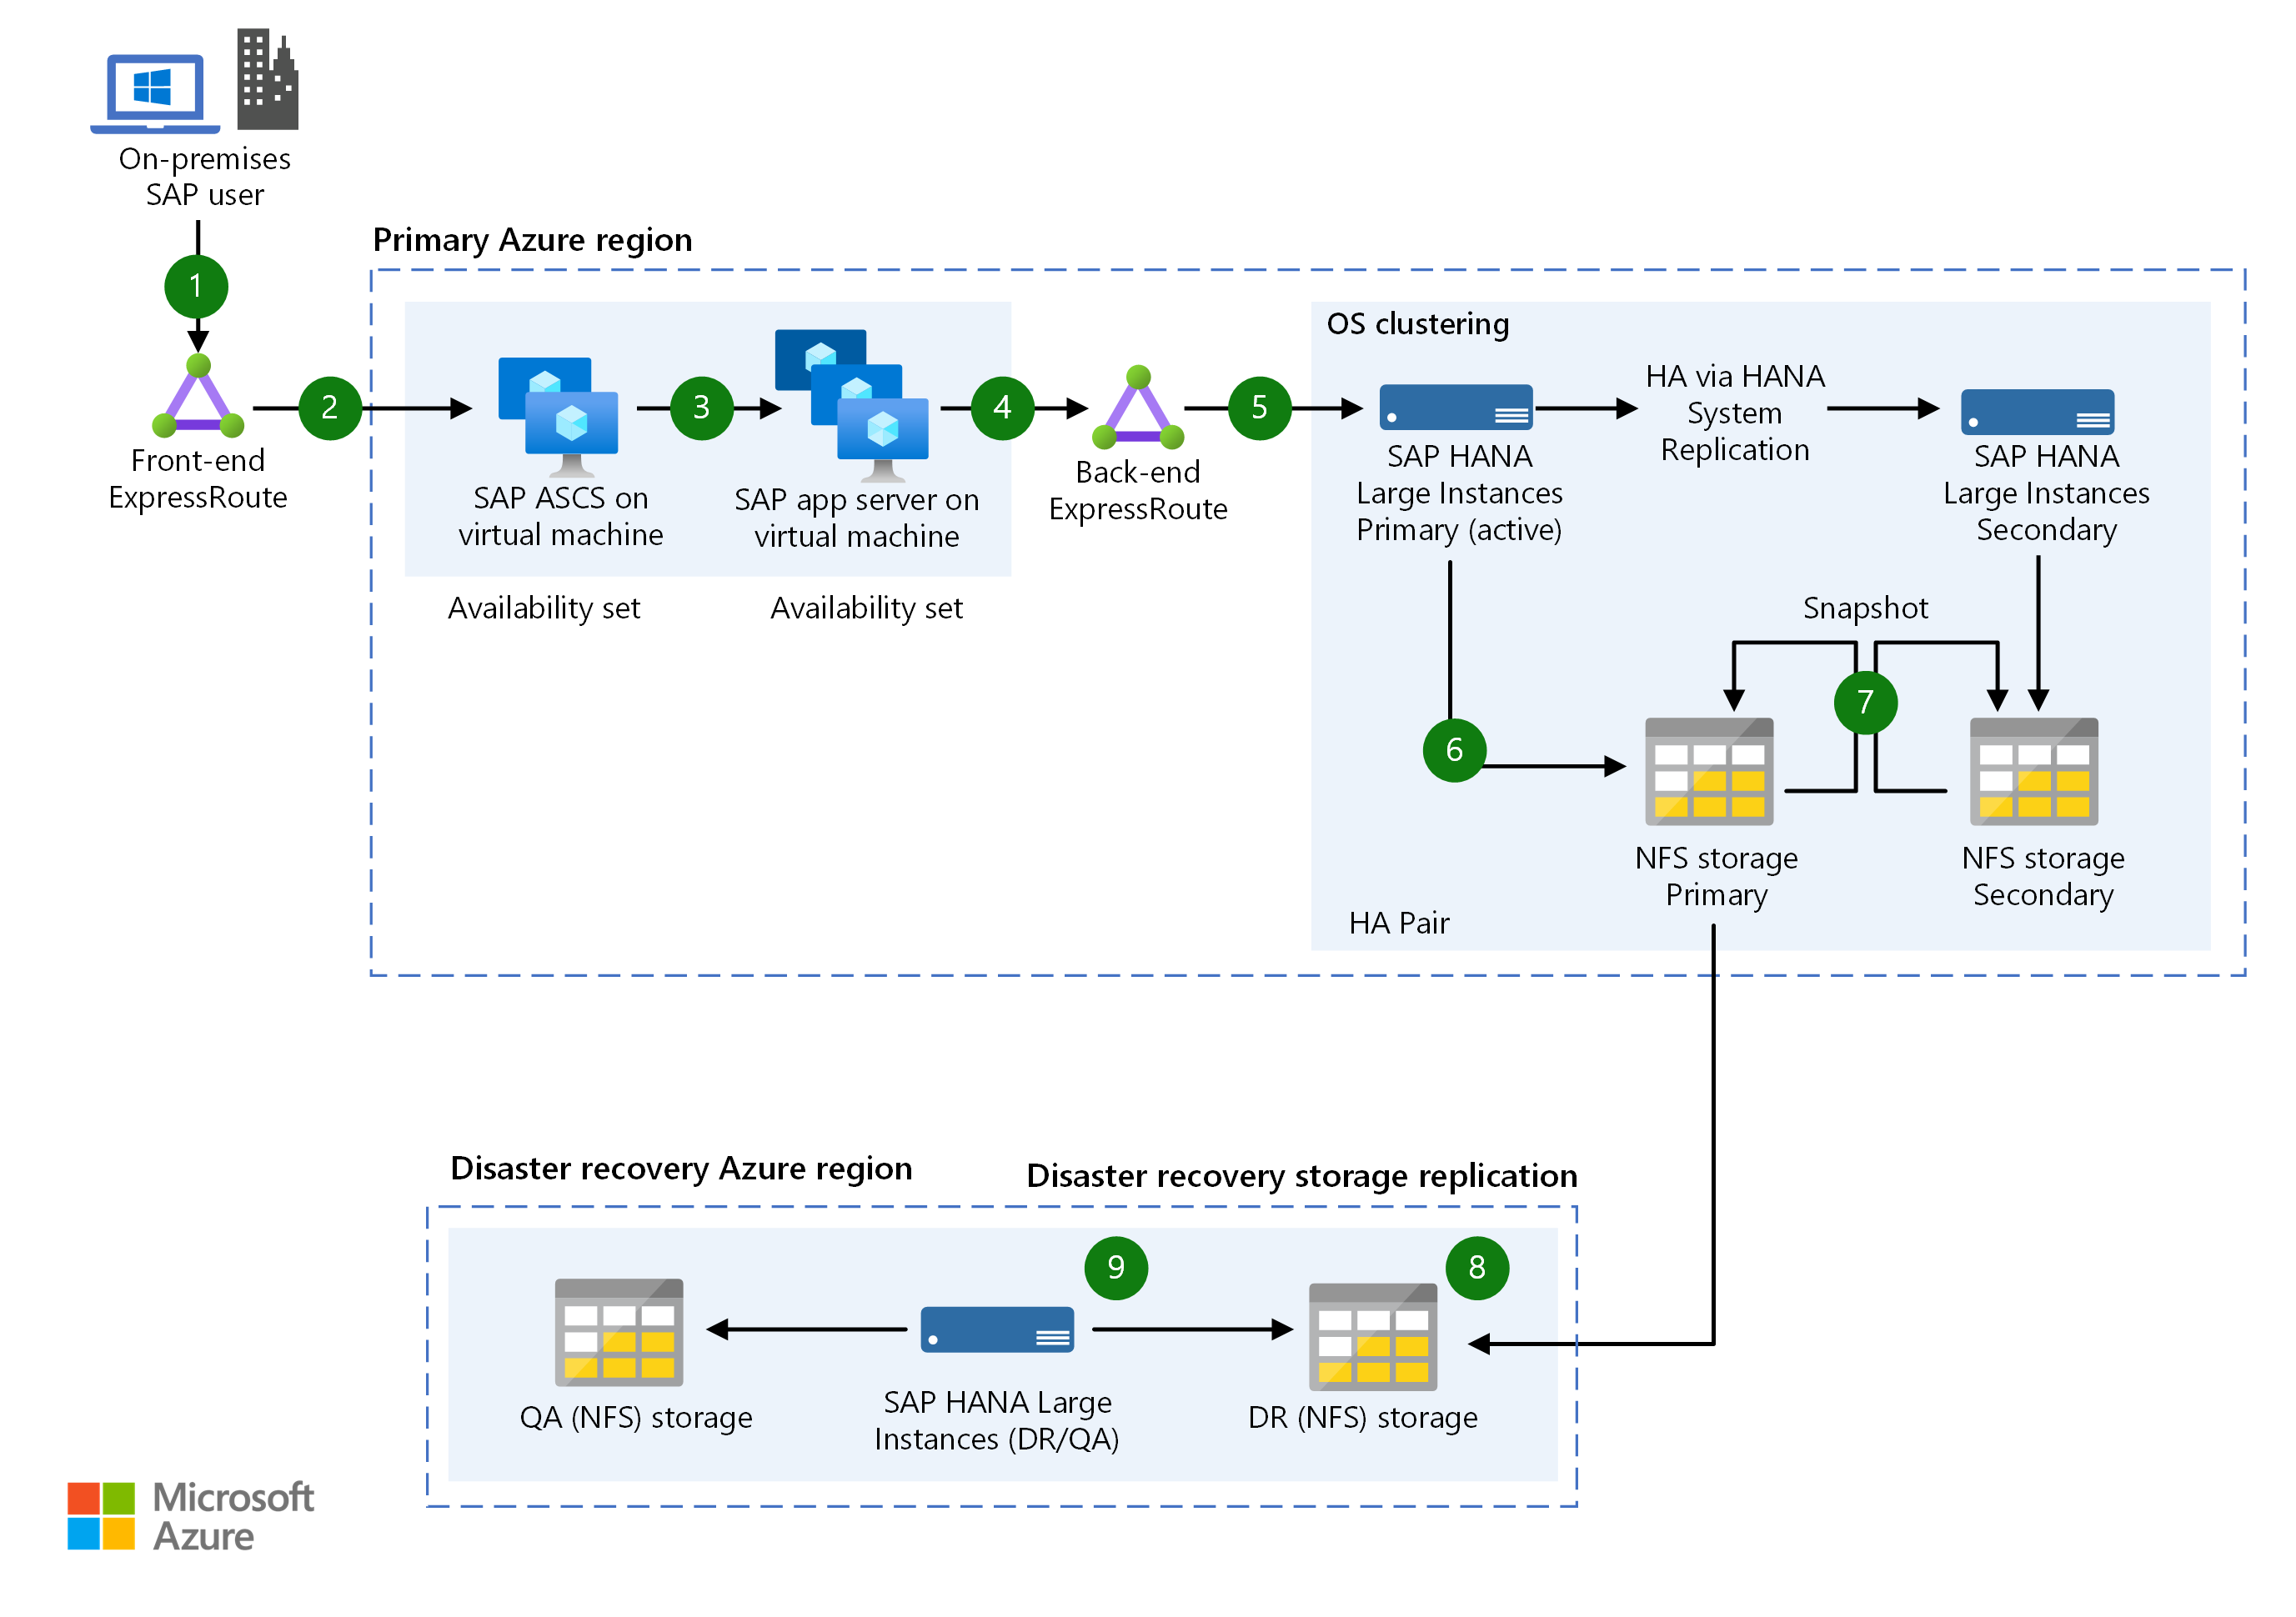 On-premises
SAP user
1
Primary Azure region
2
3
4
5
Front-end
ExpressRoute
SAP ASCS on
virtual machine
SAP app server on
virtual machine
Availability set
Availability set
Back-end
ExpressRoute
OS clustering
SAP HANA
Large Instances
Primary (active)
HA via HANA
System
Replication
SAP HANA
Large Instances
Secondary
Snapshot
6
7
NFS storage
Primary
NFS storage
Secondary
HA Pair
Disaster recovery Azure region
Disaster recovery storage replication
9
8
QA (NFS) storage
SAP HANA Large
Instances (DR/QA)
DR (NFS) storage
Microsoft
Azure